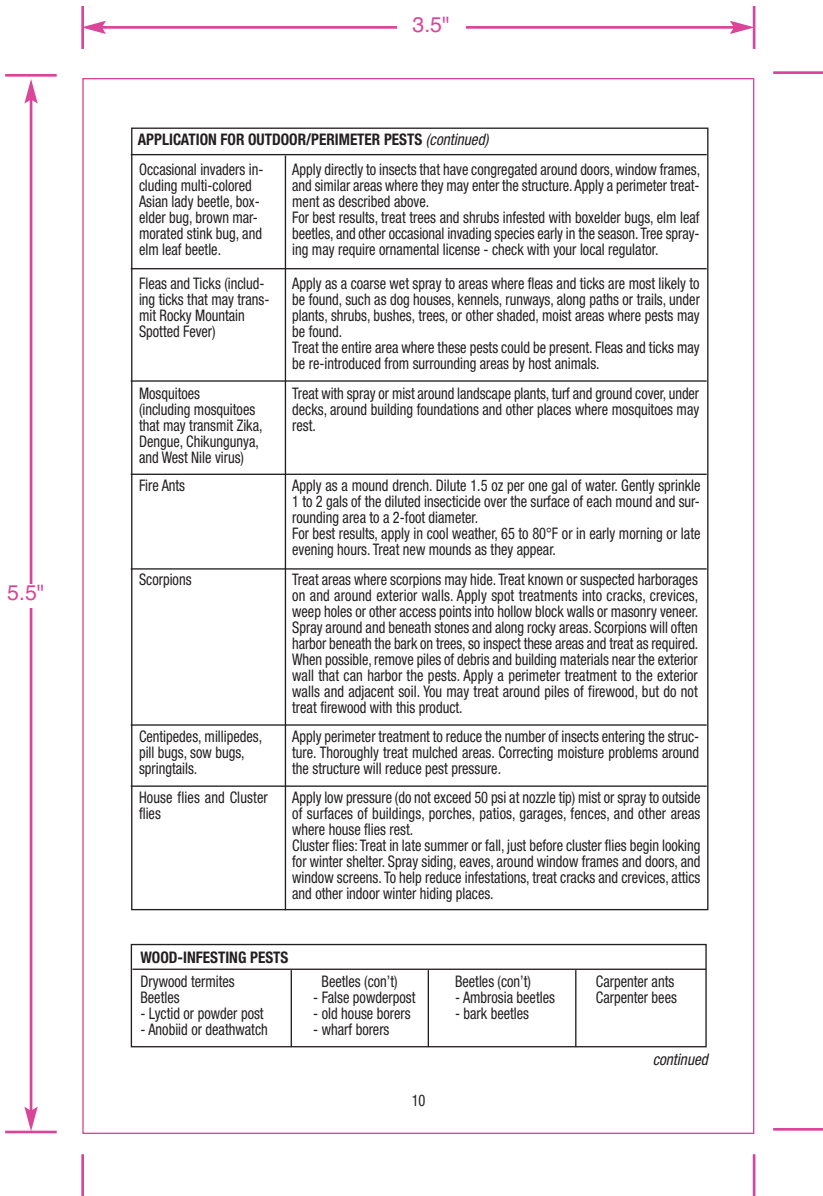 3.5"
5.5"
APPLICATION FOR OUTDOOR/PERIMETER PESTS (continued)
Occasional invaders in-
cluding multi-colored
Asian lady beetle, box-
elder bug, brown mar-
morated stink bug, and
elm leaf beetle.
Apply directly to insects that have congregated around doors, window frames,
and similar areas where they may enter the structure. Apply a perimeter treat-
ment as described above.
For best results, treat trees and shrubs infested with boxelder bugs, elm leaf
beetles, and other occasional invading species early in the season. Tree spray-
ing may require ornamental license - check with your local regulator.
Fleas and Ticks (includ-
ing ticks that may trans-
mit Rocky Mountain
Spotted Fever)
Apply as a coarse wet spray to areas where fleas and ticks are most likely to
be found, such as dog houses, kennels, runways, along paths or trails, under
plants, shrubs, bushes, trees, or other shaded, moist areas where pests may
be found.
Treat the entire area where these pests could be present. Fleas and ticks may
be re-introduced from surrounding areas by host animals.
Mosquitoes
(including mosquitoes
that may transmit Zika,
Dengue, Chikungunya,
and West Nile virus)
Treat with spray or mist around landscape plants, turf and ground cover, under
decks, around building foundations and other places where mosquitoes may
rest.
Fire Ants
Apply as a mound drench. Dilute 1.5 oz per one gal of water. Gently sprinkle
1 to 2 gals of the diluted insecticide over the surface of each mound and sur-
rounding area to a 2-foot diameter.
For best results, apply in cool weather, 65 to 80°F or in early morning or late
evening hours. Treat new mounds as they appear.
Scorpions
Treat areas where scorpions may hide. Treat known or suspected harborages
on and around exterior walls. Apply spot treatments into cracks, crevices,
weep holes or other access points into hollow block walls or masonry veneer.
Spray around and beneath stones and along rocky areas. Scorpions will often
harbor beneath the bark on trees, so inspect these areas and treat as required.
When possible, remove piles of debris and building materials near the exterior
wall that can harbor the pests. Apply a perimeter treatment to the exterior
walls and adjacent soil. You may treat around piles of firewood, but do not
treat firewood with this product.
Centipedes, millipedes,
pill bugs, sow bugs,
springtails.
Apply perimeter treatment to reduce the number of insects entering the struc-
ture. Thoroughly treat mulched areas. Correcting moisture problems around
the structure will reduce pest pressure.
House flies and Cluster
flies
Apply low pressure (do not exceed 50 psi at nozzle tip) mist or spray to outside
of surfaces of buildings, porches, patios, garages, fences, and other areas
where house flies rest.
Cluster flies: Treat in late summer or fall, just before cluster flies begin looking
for winter shelter. Spray siding, eaves, around window frames and doors, and
window screens. To help reduce infestations, treat cracks and crevices, attics
and other indoor winter hiding places.
WOOD-INFESTING PESTS
Drywood termites
Beetles
- Lyctid or powder post
- Anobiid or deathwatch
Beetles (con't)
- False powderpost
- old house borers
- wharf borers
Beetles (con't)
- Ambrosia beetles
- bark beetles
Carpenter ants
Carpenter bees
continued
10